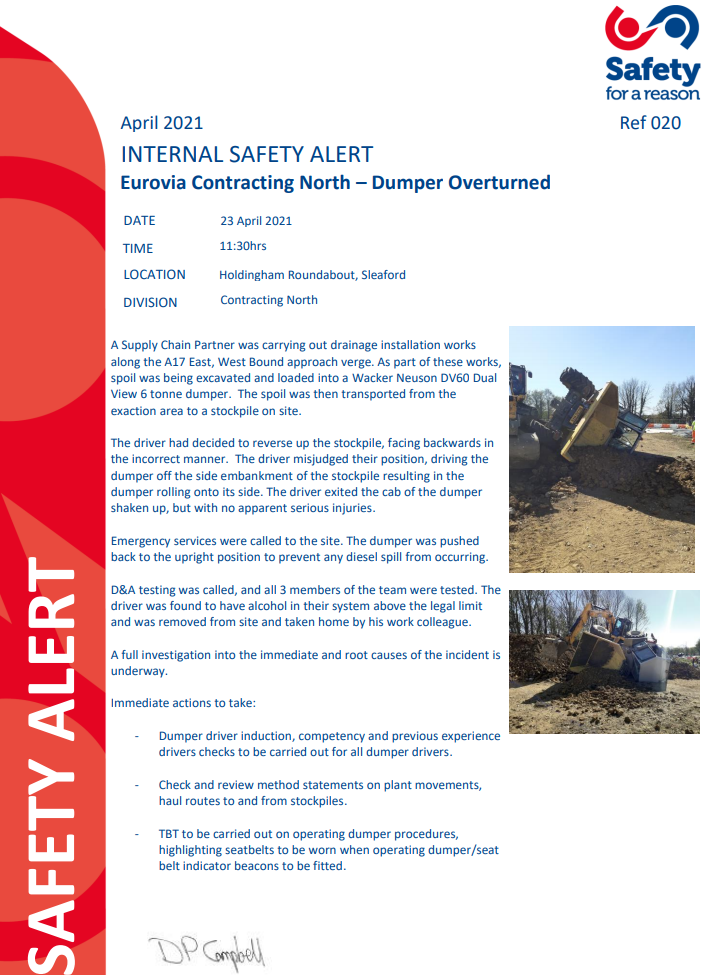 Safety
for a reason
April 2021
Ref 020
INTERNAL SAFETY ALERT
Eurovia Contracting North – Dumper Overturned
DATE 23 April 2021
TIME 11:30hrs
LOCATION Holdingham Roundabout, Sleaford
DIVISION Contracting North
A Supply Chain Partner was carrying out drainage installation works
along the A17 East, West Bound approach verge. As part of these works,
spoil was being excavated and loaded into a Wacker Neuson DV60 Dual
View 6 tonne dumper. The spoil was then transported from the
exaction area to a stockpile on site.
The driver had decided to reverse up the stockpile, facing backwards in
the incorrect manner. The driver misjudged their position, driving the
dumper off the side embankment of the stockpile resulting in the
dumper rolling onto its side. The driver exited the cab of the dumper
shaken up, but with no apparent serious injuries.
Emergency services were called to the site. The dumper was pushed
back to the upright position to prevent any diesel spill from occurring.
D&A testing was called, and all 3 members of the team were tested. The
driver was found to have alcohol in their system above the legal limit
and was removed from site and taken home by his work colleague.
A full investigation into the immediate and root causes of the incident is
underway.
Immediate actions to take:
- Dumper driver induction, competency and previous experience
drivers checks to be carried out for all dumper drivers.
- Check and review method statements on plant movements,
haul routes to and from stockpiles.
- TBT to be carried out on operating dumper procedures,
highlighting seatbelts to be worn when operating dumper/seat
belt indicator beacons to be fitted.
DP Campbell
SAFETY ALERT